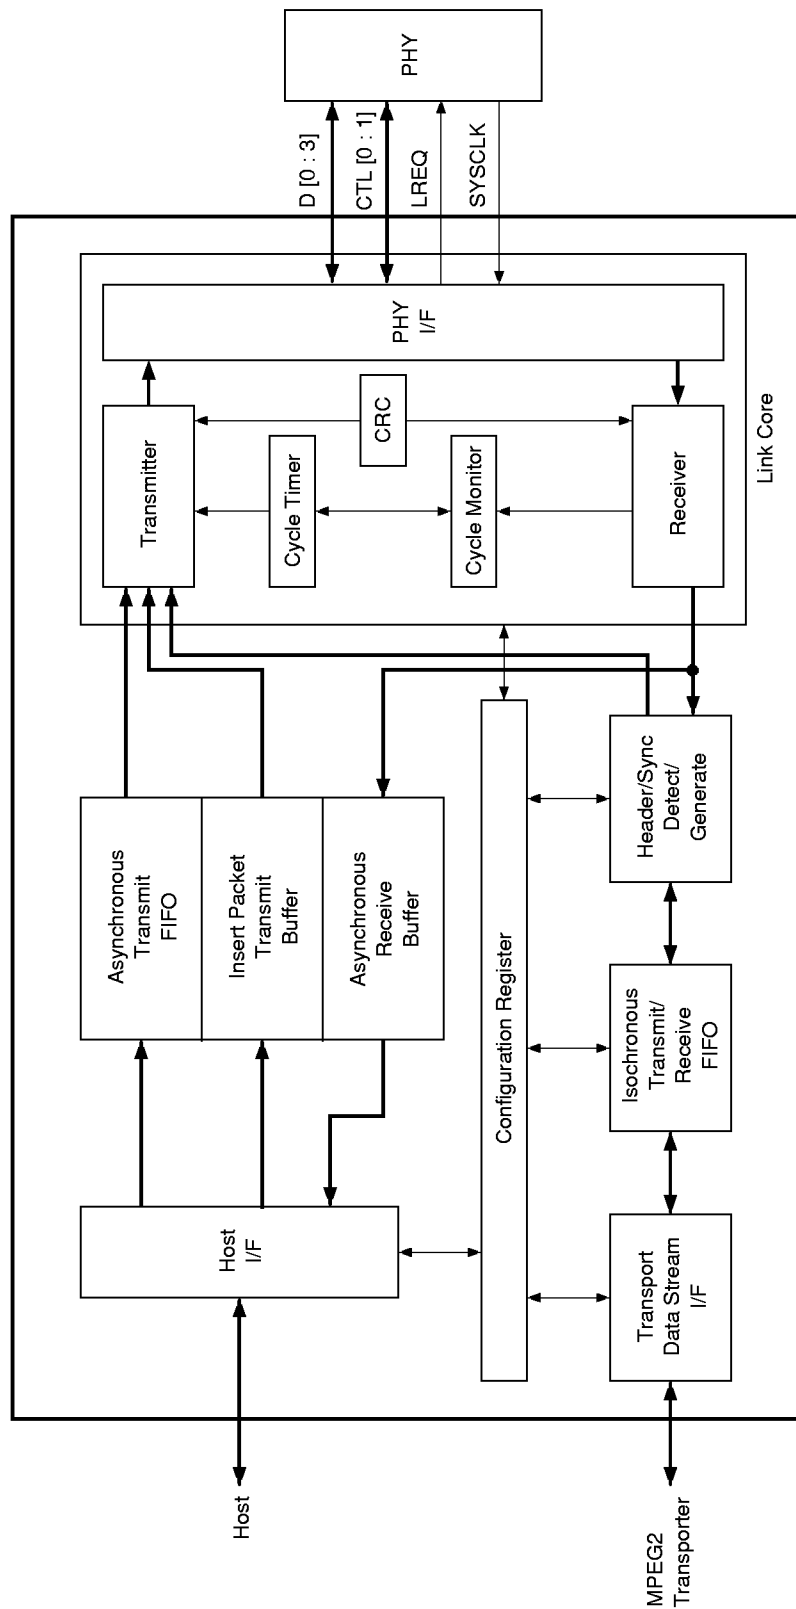 Host
MPEG2
Transporter
Host
I/F
Transport
Data Stream
I/F
Configuration Register
Asynchronous
Transmit
FIFO
Insert Packet
Transmit
Buffer
Asynchronous
Receive
Buffer
Isochronous
Transmit/
Receive
FIFO
Header/Sync
Detect/
Generate
Transmitter
Cycle Timer
Cycle Monitor
Receiver
CRC
PHY
I/F
Link Core
D [0 : 3]
CTL [0 : 1]
LREQ
SYSCLK
PHY